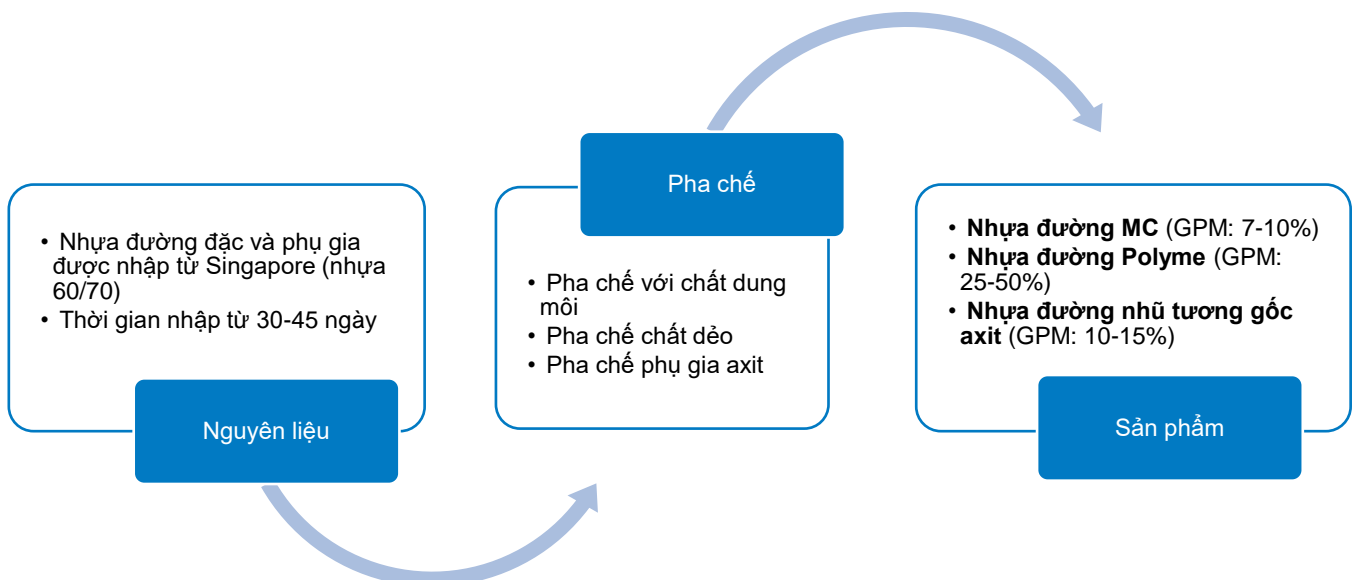 • Nhựa đường đặc và phụ gia
được nhập từ Singapore (nhựa
60/70)
• Thời gian nhập từ 30-45 ngày
Nguyên liệu
Pha chế
• Pha chế với chất dung
môi
• Pha chế chất dẻo
• Pha chế phụ gia axit
• Nhựa đường MC (GPM: 7-10%)
• Nhựa đường Polyme (GPM:
25-50%)
• Nhựa đường nhũ tương gốc
axit (GPM: 10-15%)
Sản phẩm